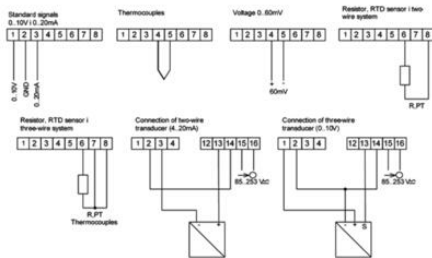 Standard signals
0..10V i 0..20mA
1 2 3 4 5 6 7 8
0..10V
GND
0..20mA
Thermocouples
1 2 3 4 5 6 7 8
Voltage 0..60mV
1 2 3 4 5 6 7 8
+ -
60mV
Resistor, RTD sensor i two-
wire system
1 2 3 4 5 6 7 8
R,PT
Resistor, RTD sensor i
three-wire system
1 2 3 4 5 6 7 8
R,PT
Thermocouples
Connection of two-wire
transducer (4..20mA)
1 2 3 4 12 13 14 15 16
85..253 V
- +
Connection of three-wire
transducer (0..10V)
1 2 3 4 12 13 14 15 16
85..253 V
- + S